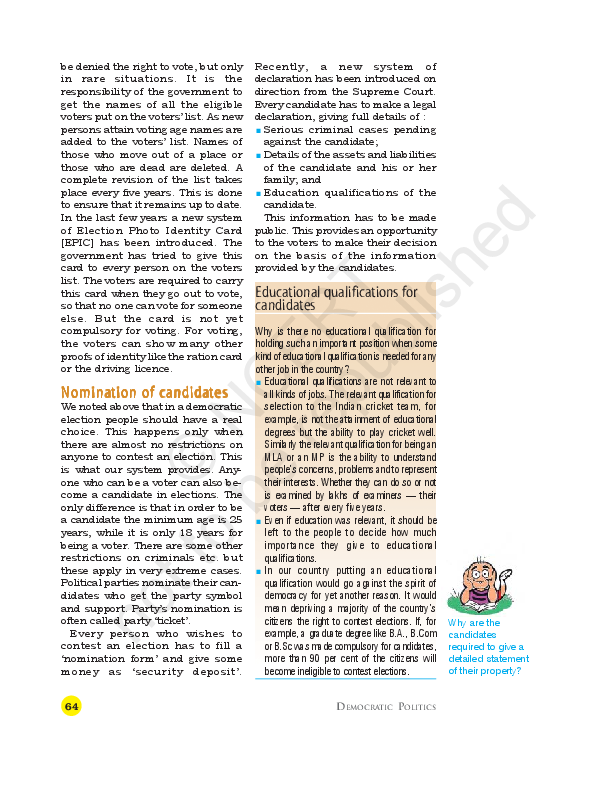 be denied the right to vote, but only
in rare situations. It is the
responsibility of the government to
get the names of all the eligible
voters put on the voters' list. As new
persons attain voting age names are
added to the voters' list. Names of
those who move out of a place or
those who are dead are deleted. A
complete revision of the list takes
place every five years. This is done
to ensure that it remains up to date.
In the last few years a new system
of Election Photo Identity Card
[EPIC] has been introduced. The
government has tried to give this
card to every person on the voters
list. The voters are required to carry
this card when they go out to vote,
so that no one can vote for someone
else. But the card is not yet
compulsory for voting. For voting,
the voters can show many other
proofs of identity like the ration card
or the driving licence.
Nomination of candidates
We noted above that in a democratic
election people should have a real
choice. This happens only when
there are almost no restrictions on
anyone to contest an election. This
is what our system provides. Any-
one who can be a voter can also be-
come a candidate in elections. The
only difference is that in order to be
a candidate the minimum age is 25
years, while it is only 18 years for
being a voter. There are some other
restrictions on criminals etc. but
these apply in very extreme cases.
Political parties nominate their can-
didates who get the party symbol
and support. Party's nomination is
often called party 'ticket'.
Every person who wishes to
contest an election has to fill a
'nomination form' and give some
money as 'security deposit'.
Recently, a new system of
declaration has been introduced on
direction from the Supreme Court.
Every candidate has to make a legal
declaration, giving full details of :
■ Serious criminal cases pending
against the candidate;
■ Details of the assets and liabilities
of the candidate and his or her
family; and
■ Education qualifications of the
candidate.
This information has to be made
public. This provides an opportunity
to the voters to make their decision
on the basis of the information
provided by the candidates.
Educational qualifications for
candidates
Why is there no educational qualification for
holding such an important position when some
kind of educational qualification is needed for any
other job in the country?
■ Educational qualifications are not relevant to
all kinds of jobs. The relevant qualification for
selection to the Indian cricket team, for
example, is not the attainment of educational
degrees but the ability to play cricket well.
Similarly the relevant qualification for being an
MLA or an MP is the ability to understand
people's concerns, problems and to represent
their interests. Whether they can do so or not
is examined by lakhs of examiners — their
voters — after every five years.
■ Even if education was relevant, it should be
left to the people to decide how much
importance they give to educational
qualifications.
■ In our country putting an educational
qualification would go against the spirit of
democracy for yet another reason. It would
mean depriving a majority of the country's
citizens the right to contest elections. If, for
example, a graduate degree like B.A., B.Com
or B.Sc was made compulsory for candidates,
more than 90 per cent of the citizens will
become ineligible to contest elections.
Why are the
candidates
required to give a
detailed statement
of their property?
64
DEMOCRATIC POLITICS